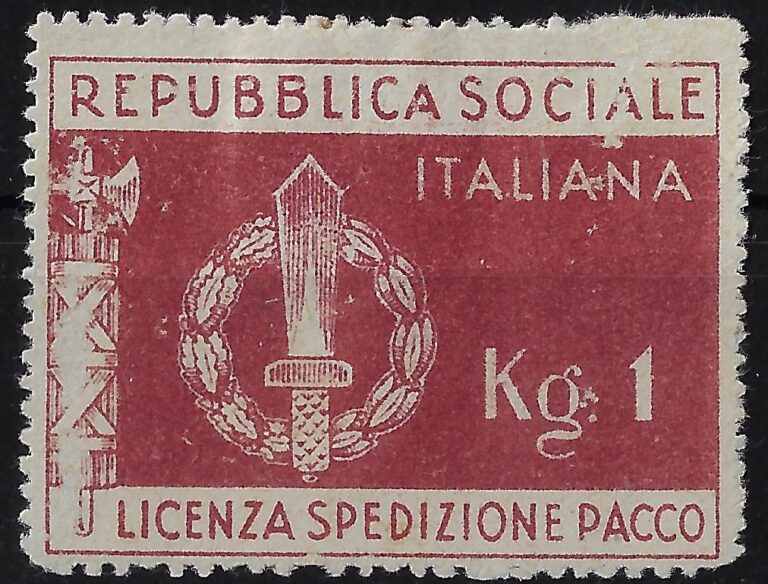 REPUBBLICA SOCIALE
ITALIANA
Kg. 1
LICENZA SPEDIZIONE PACCO